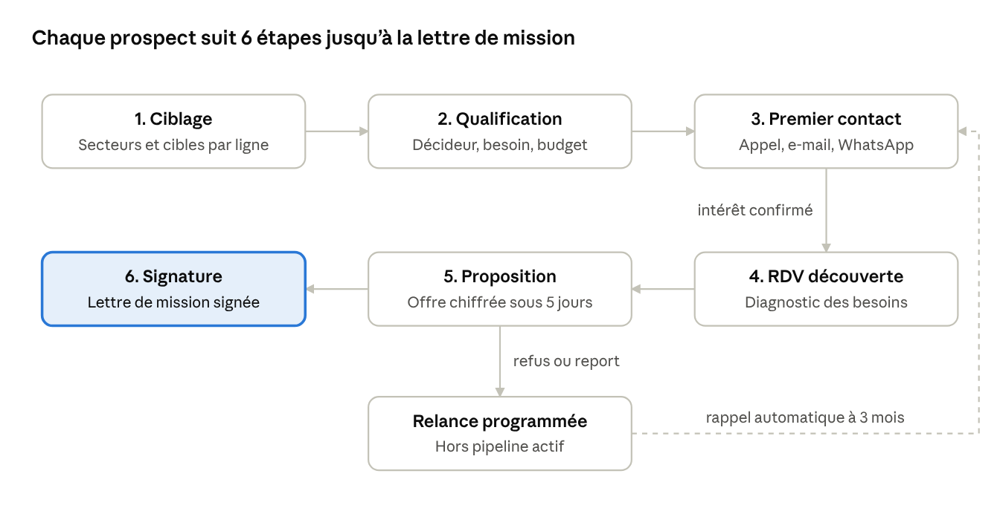 Chaque prospect suit 6 étapes jusqu’à la lettre de mission
1. Ciblage
Secteurs et cibles par ligne
2. Qualification
Décideur, besoin, budget
3. Premier contact
Appel, e-mail, WhatsApp
intérêt confirmé
4. RDV découverte
Diagnostic des besoins
5. Proposition
Offre chiffrée sous 5 jours
6. Signature
Lettre de mission signée
refus ou report
Relance programmée
Hors pipeline actif
rappel automatique à 3 mois